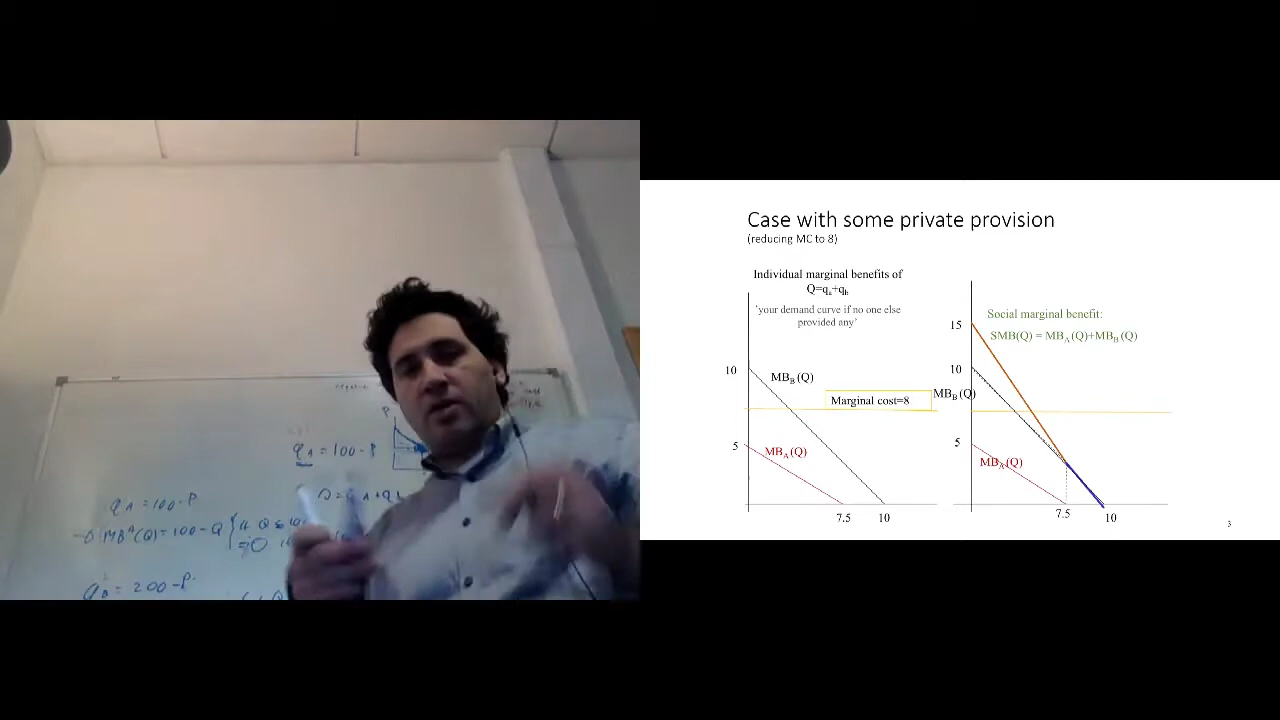 qA = 100 - P
P
qA = 100 - P
MB^A(Q) = 100 - Q
qB = 200 - P
Case with some private provision
(reducing MC to 8)
Individual marginal benefits of
Q=qa+qb
'your demand curve if no one else
provided any'
10
MBB(Q)
Marginal cost=8
5
MBA(Q)
7.5
10
Social marginal benefit:
15
SMB(Q) = MBA(Q)+MBB(Q)
10
MBB(Q)
5
MBA(Q)
7.5
10
3